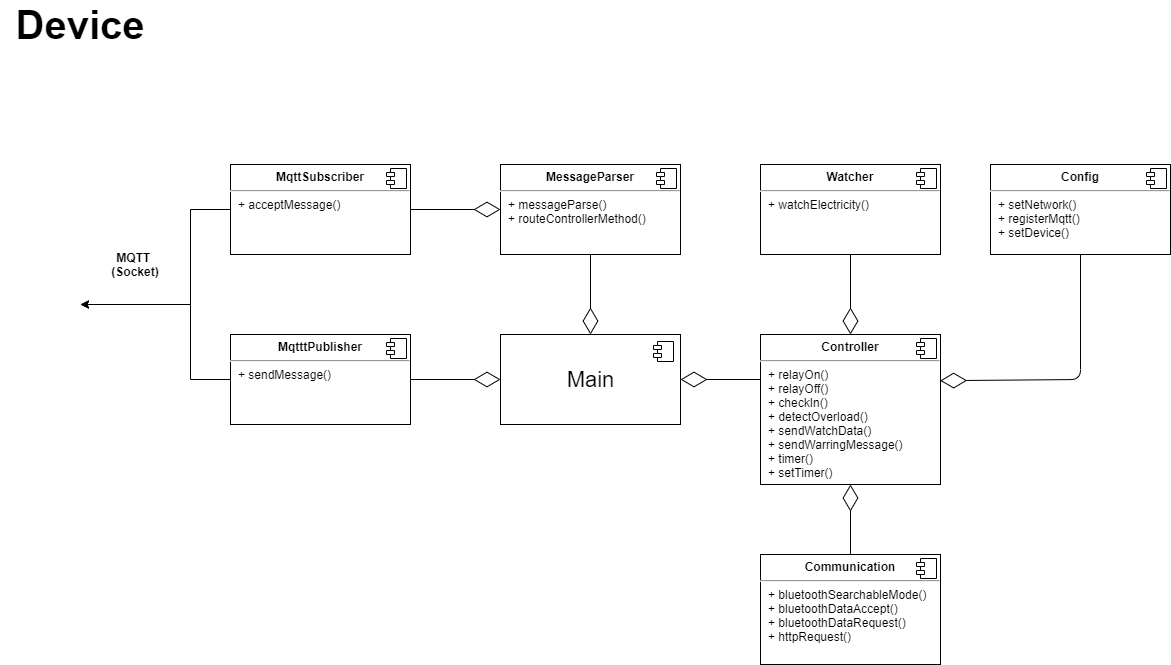 Device
MqttSubscriber
+ acceptMessage()
MessageParser
+ messageParse()
+ routeControllerMethod()
Watcher
+ watchElectricity()
Config
+ setNetwork()
+ registerMqtt()
+ setDevice()
MQTT
(Socket)
MqtttPublisher
+ sendMessage()
Main
Controller
+ relayOn()
+ relayOff()
+ checkIn()
+ detectOverload()
+ sendWatchData()
+ sendWarringMessage()
+ timer()
+ setTimer()
Communication
+ bluetoothSearchableMode()
+ bluetoothDataAccept()
+ bluetoothDataRequest()
+ httpRequest()